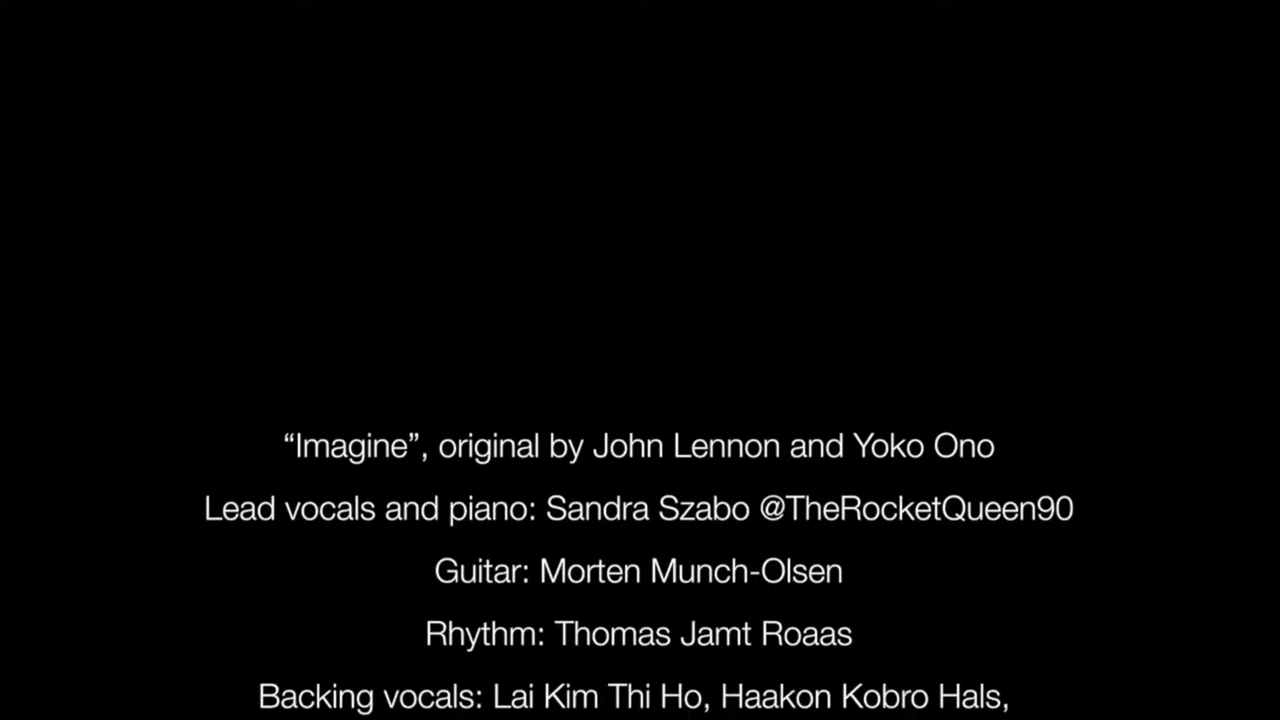 “Imagine”, original by John Lennon and Yoko Ono
Lead vocals and piano: Sandra Szabo @TheRocketQueen90
Guitar: Morten Munch-Olsen
Rhythm: Thomas Jamt Roaas
Backing vocals: Lai Kim Thi Ho, Haakon Kobro Hals,